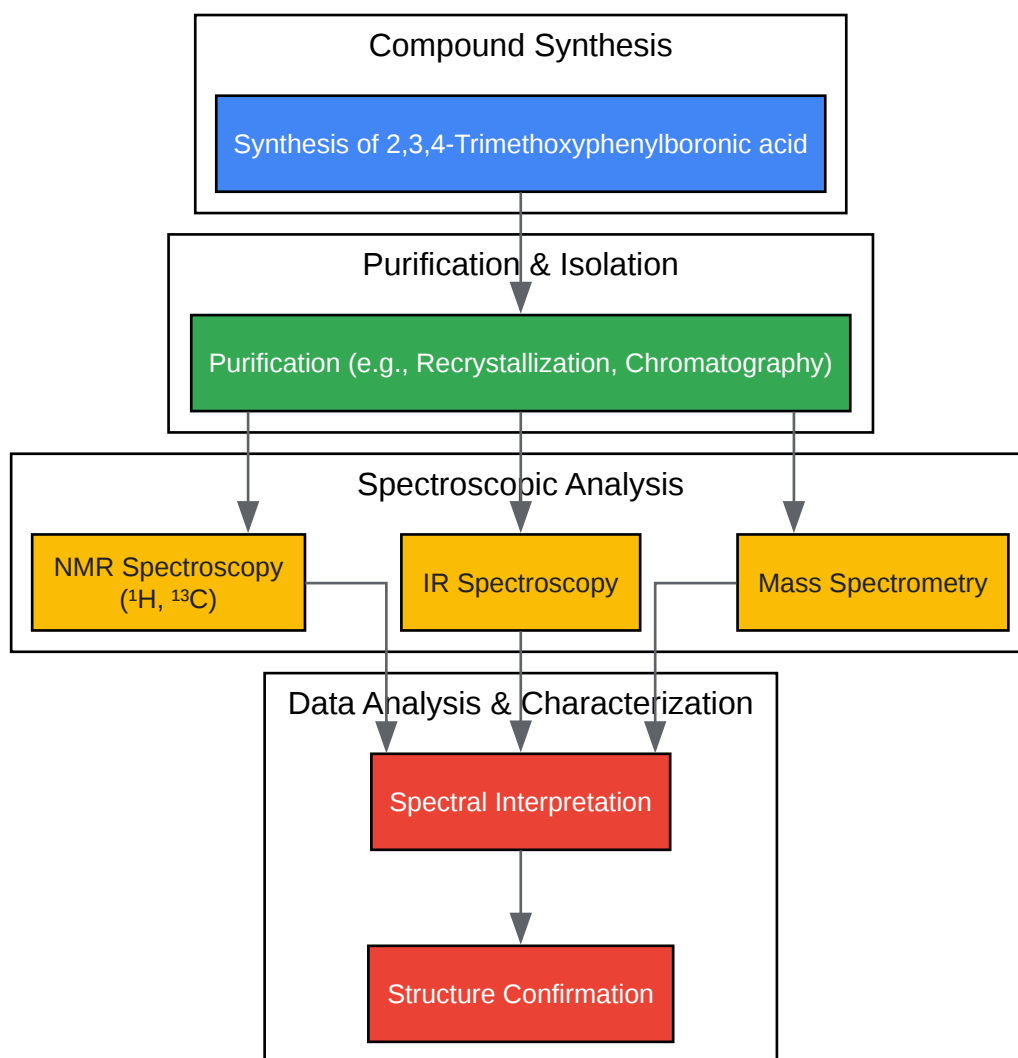 Compound Synthesis
Synthesis of 2,3,4-Trimethoxyphenylboronic acid
Purification & Isolation
Purification (e.g., Recrystallization, Chromatography)
Spectroscopic Analysis
NMR Spectroscopy
(¹H, ¹³C)
IR Spectroscopy
Mass Spectrometry
Data Analysis & Characterization
Spectral Interpretation
Structure Confirmation